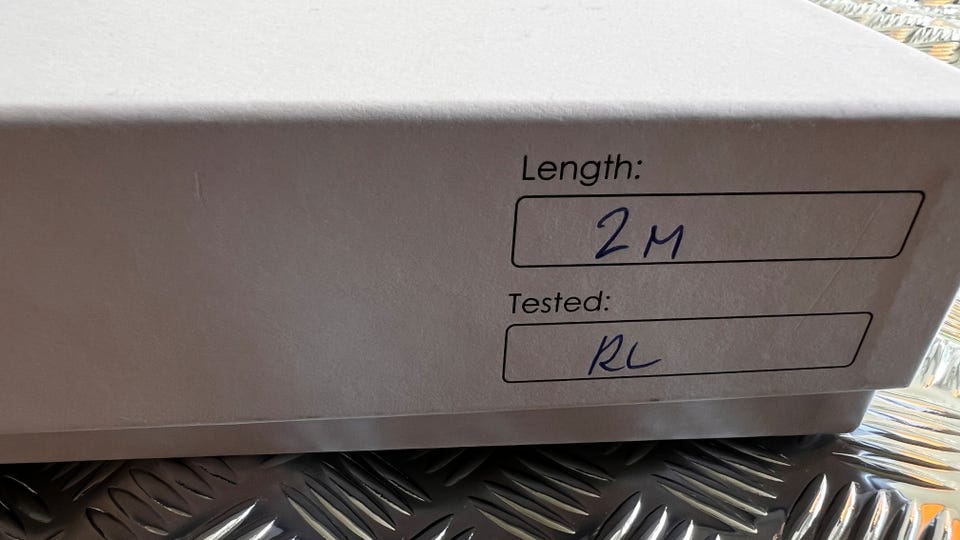 Length:
2M
Tested:
RL